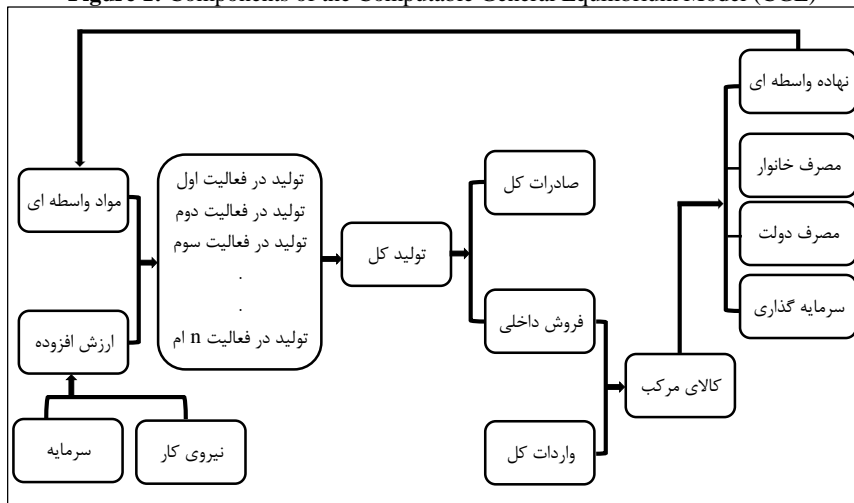 Figure 2: Components of the Computable General Equilibrium Model (CGE)
نهاده واسطه ای
مصرف خانوار
مصرف دولت
سرمایه گذاری
مواد واسطه ای
ارزش افزوده
سرمایه
نیروی کار
تولید در فعالیت اول
تولید در فعالیت دوم
تولید در فعالیت سوم
.
.
تولید در فعالیت n ام
تولید کل
صادرات کل
فروش داخلی
واردات کل
کالای مرکب